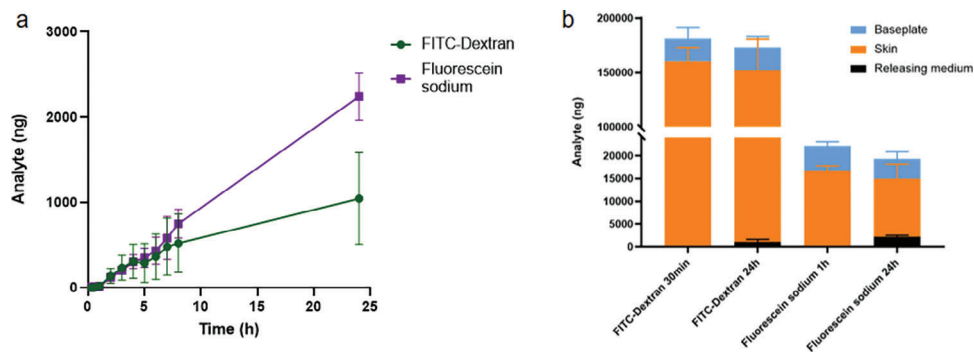 a
3000
2000
1000
0
Analyte (ng)
0
5
10
15
20
25
Time (h)
FITC-Dextran
Fluorescein
sodium
b
200000
150000
100000
20000
15000
10000
5000
0
Analyte (ng)
Baseplate
Skin
Releasing medium
FITC-Dextran 30min
FITC-Dextran 24h
Fluorescein sodium 1h
Fluorescein sodium 24h